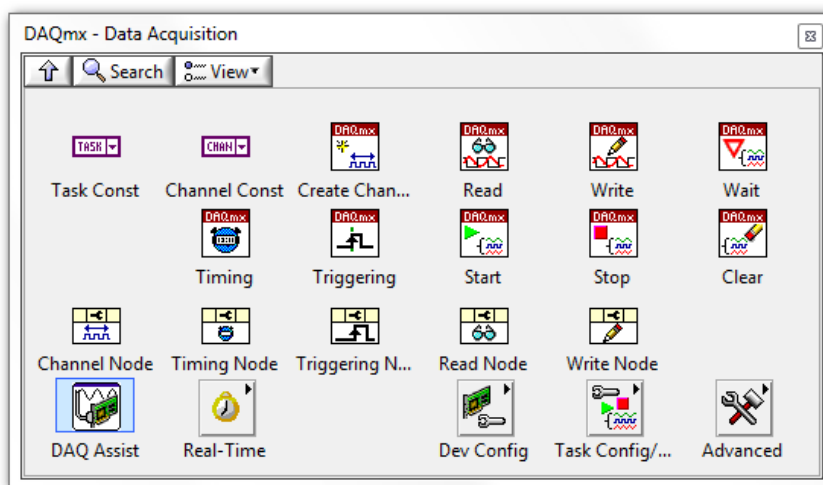 DAQmx - Data Acquisition
Search View
TASK CHAN DAQmx DAQmx DAQmx DAQmx
Task Const Channel Const Create Chan... Read Write Wait
DAQmx DAQmx DAQmx DAQmx DAQmx
Timing Triggering Start Stop Clear
Channel Node Timing Node Triggering N... Read Node Write Node
DAQ Assist Real-Time Dev Config Task Config/... Advanced